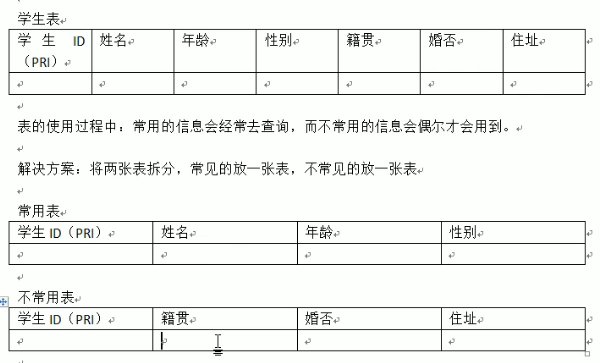 学生表
学生 ID 姓名 年龄 性别 籍贯 婚否 住址
（PRI）
表的使用过程中：常用的信息会经常去查询，而不常用的信息会偶尔才会用到。
解决方案：将两张表拆分，常见的放一张表，不常见的放一张表
常用表
学生 ID（PRI） 姓名 年龄 性别
不常用表
学生 ID（PRI） 籍贯 婚否 住址